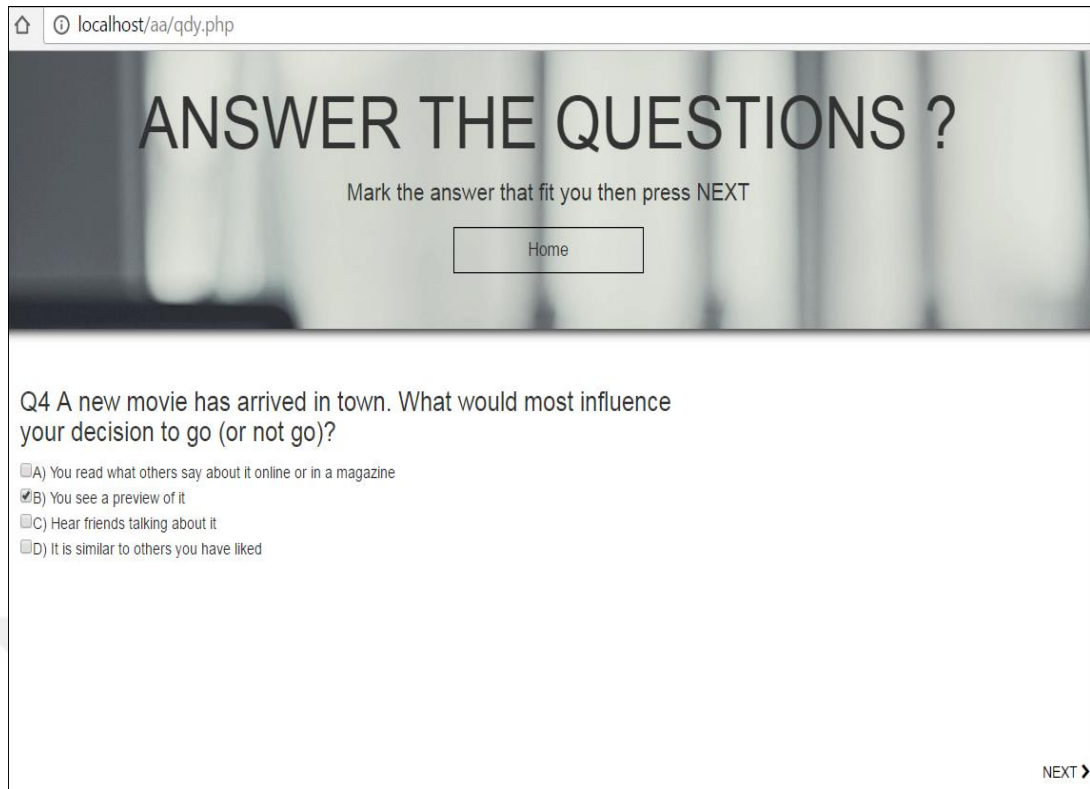 localhost/aa/qdy.php
ANSWER THE QUESTIONS ?
Mark the answer that fit you then press NEXT
Home
Q4 A new movie has arrived in town. What would most influence
your decision to go (or not go)?
A) You read what others say about it online or in a magazine
B) You see a preview of it
C) Hear friends talking about it
D) It is similar to others you have liked
NEXT